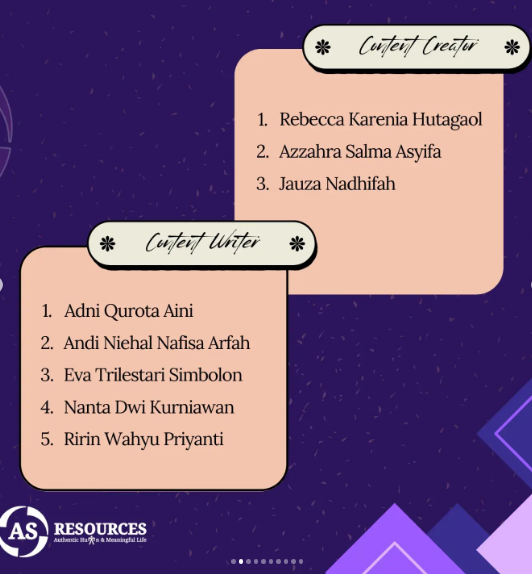 Content Creator
1. Rebecca Karenia Hutagaol
2. Azzahra Salma Asyifa
3. Jauza Nadhifah
Content Writer
1. Adni Qurota Aini
2. Andi Niehal Nafisa Arfah
3. Eva Trilestari Simbolon
4. Nanta Dwi Kurniawan
5. Ririn Wahyu Priyanti
AS RESOURCES
Authentic Human & Meaningful Life